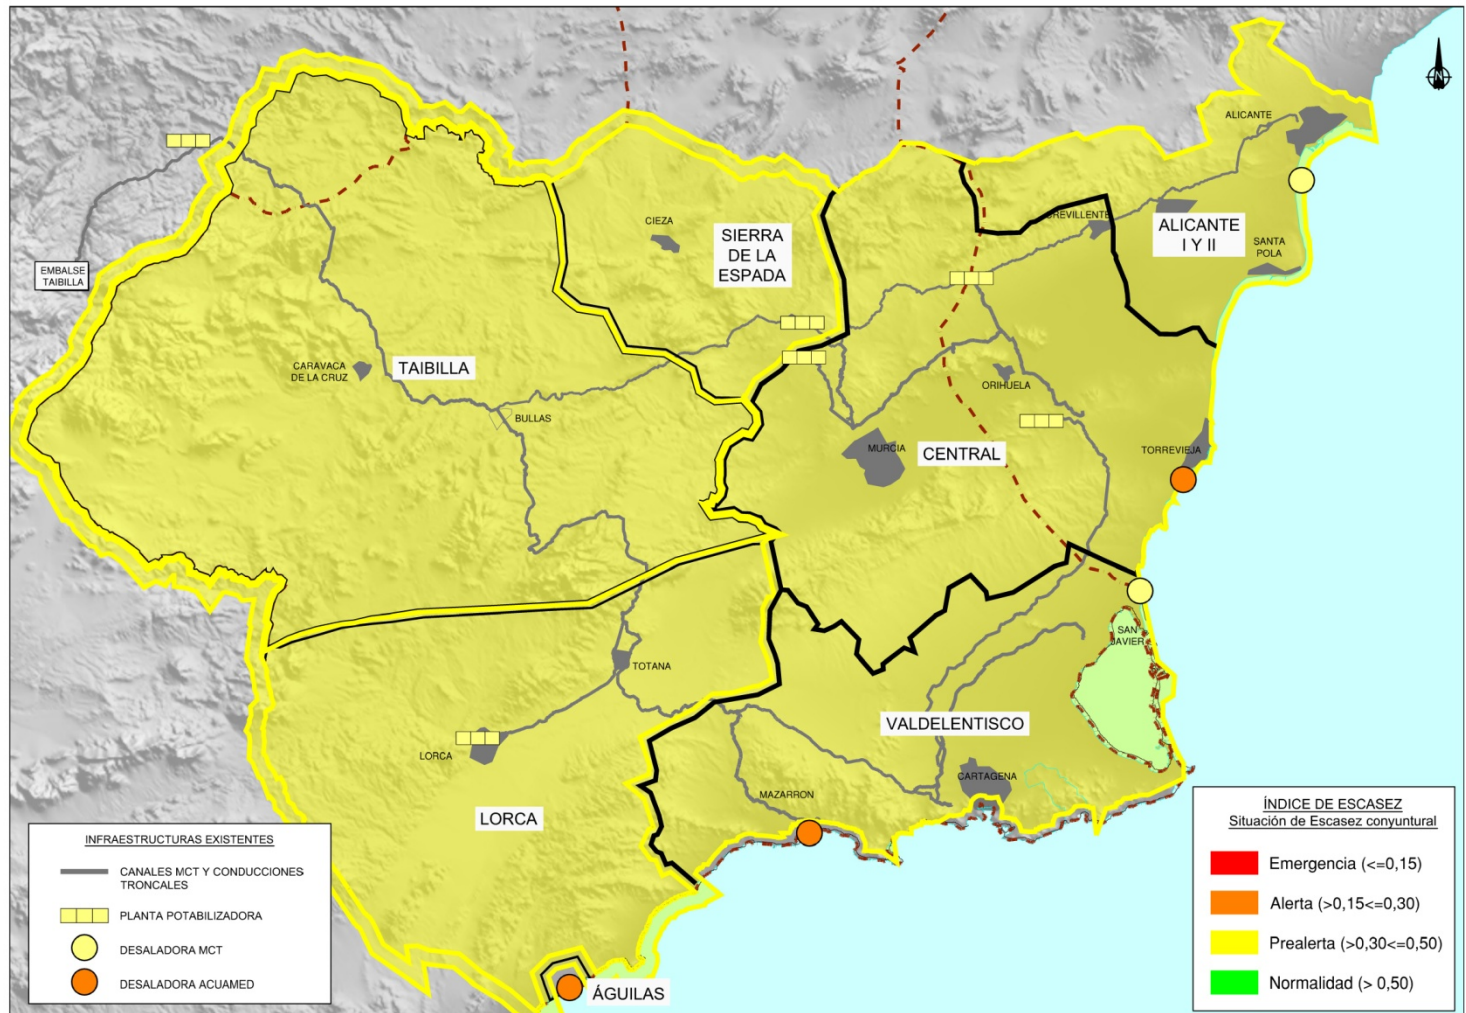 N
ALICANTE
CIEZA
SIERRA
DE LA
ESPADA
CREVILLENTE
ALICANTE
I Y II
SANTA
POLA
EMBALSE
TAIBILLA
CARAVACA
DE LA CRUZ
TAIBILLA
BULLAS
ORIHUELA
MURCIA
CENTRAL
TORREVIEJA
SAN
JAVIER
TOTANA
VALDELENTISCO
LORCA
CARTAGENA
MAZARRON
LORCA
ÁGUILAS
INFRAESTRUCTURAS EXISTENTES
CANALES MCT Y CONDUCCIONES
TRONCALES
PLANTA POTABILIZADORA
DESALADORA MCT
DESALADORA ACUAMED
ÍNDICE DE ESCASEZ
Situación de Escasez conyuntural
Emergencia (<=0,15)
Alerta (>0,15<=0,30)
Prealerta (>0,30<=0,50)
Normalidad (> 0,50)